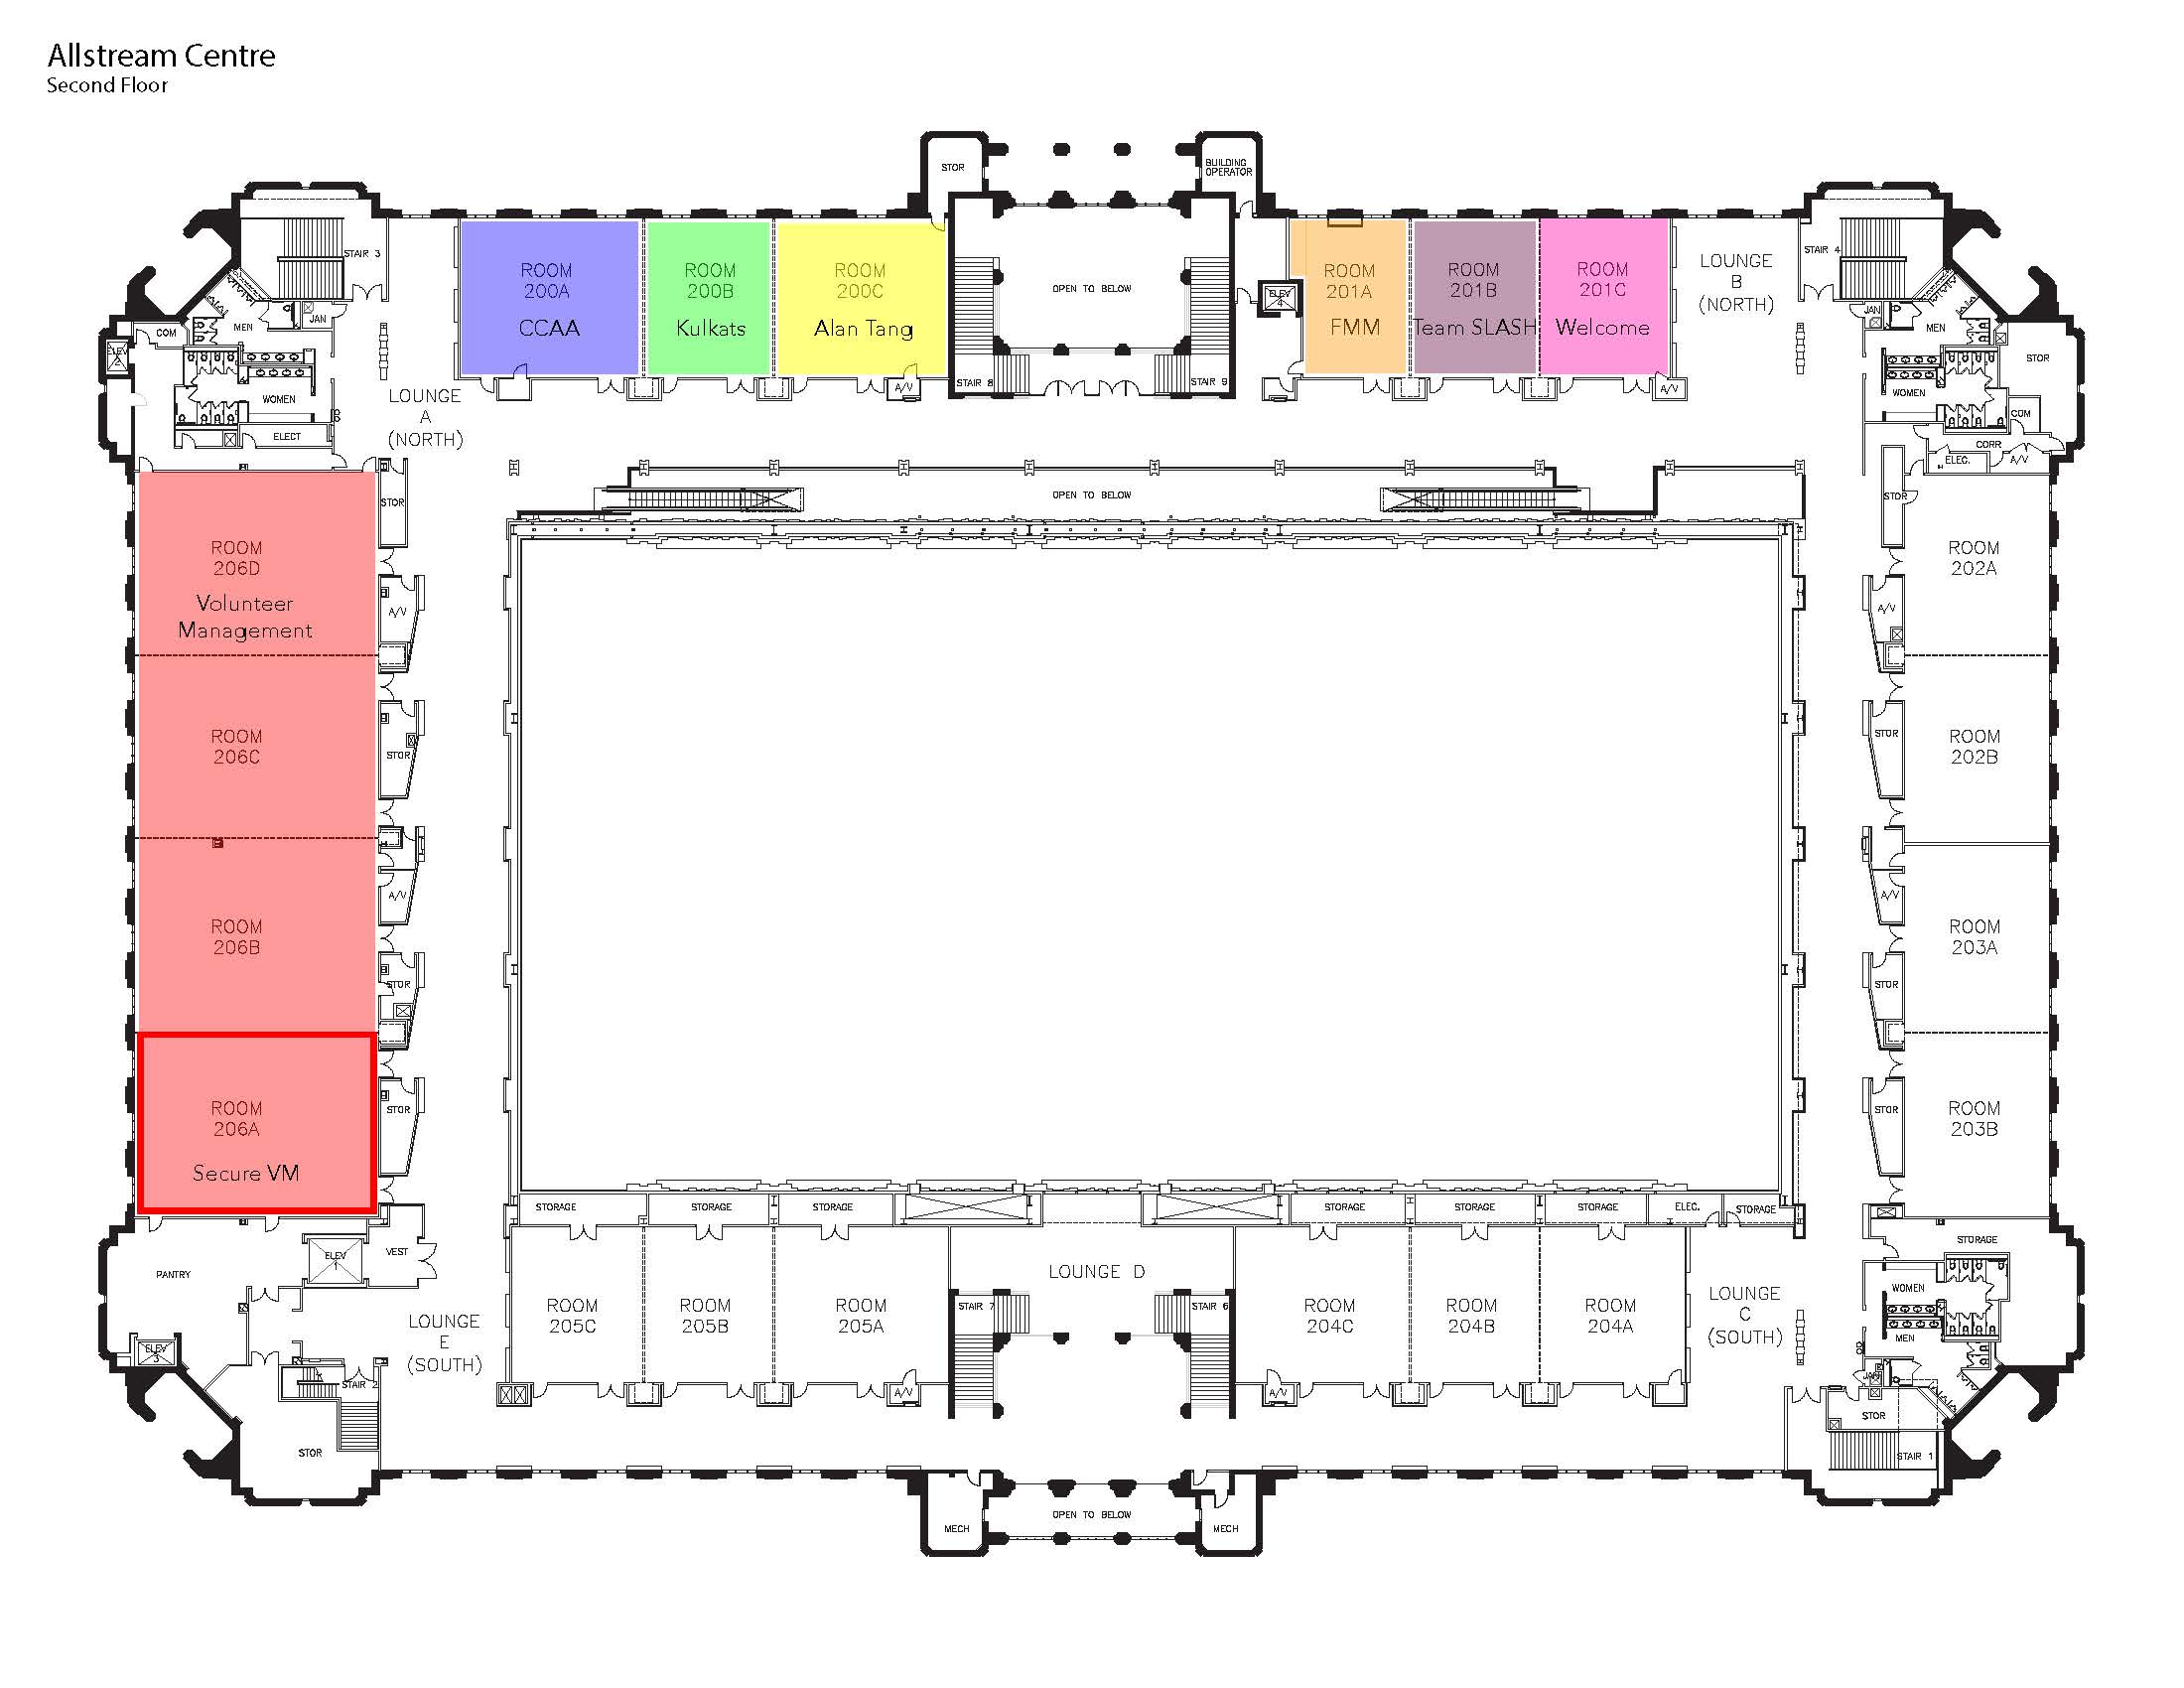 Allstream Centre
Second Floor
STOR
BUILDING
OPERATOR
STAIR 3
ROOM
200A
CCAA
ROOM
200B
Kulkats
ROOM
200C
Alan Tang
OPEN TO BELOW
ELEV
4
ROOM
201A
FMM
ROOM
201B
Team SLASH
ROOM
201C
Welcome
LOUNGE
B
(NORTH)
STAIR 4
COM
MEN
JAN
ELEV
2
WOMEN
ELECT
LOUNGE
A
(NORTH)
A/V
STAIR 8
STAIR 9
A/V
JAN
MEN
STOR
WOMEN
COM
CORR
ELEC.
A/V
STOR
OPEN TO BELOW
STOR
ROOM
206D
Volunteer
Management
A/V
ROOM
206C
STOR
A/V
ROOM
206B
STOR
ROOM
206A
Secure VM
STOR
ROOM
202A
A/V
ROOM
202B
STOR
A/V
ROOM
203A
STOR
ROOM
203B
STOR
STORAGE
STORAGE
STORAGE
STORAGE
STORAGE
STORAGE
ELEC.
STORAGE
PANTRY
ELEV
1
VEST
ELEV
3
STAIR 2
STOR
LOUNGE
E
(SOUTH)
ROOM
205C
ROOM
205B
ROOM
205A
A/V
LOUNGE D
STAIR 7
STAIR 6
ROOM
204C
ROOM
204B
ROOM
204A
A/V
LOUNGE
C
(SOUTH)
STORAGE
WOMEN
MEN
JAN
STOR
STAIR 1
MECH
OPEN TO BELOW
MECH